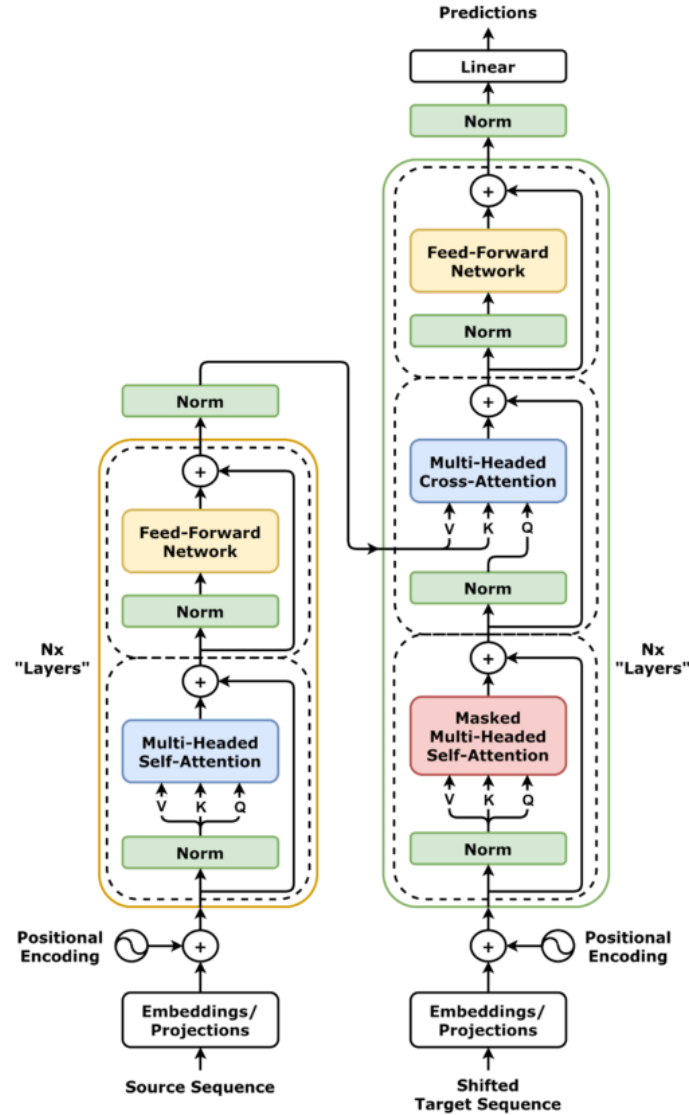 Predictions
Linear
Norm
Feed-Forward
Network
Norm
Multi-Headed
Cross-Attention
V K Q
Norm
Masked
Multi-Headed
Self-Attention
V K Q
Norm
Nx
"Layers"
Positional
Encoding
Embeddings/
Projections
Shifted
Target Sequence
Norm
Feed-Forward
Network
Norm
Nx
"Layers"
Multi-Headed
Self-Attention
V K Q
Norm
Positional
Encoding
Embeddings/
Projections
Source Sequence